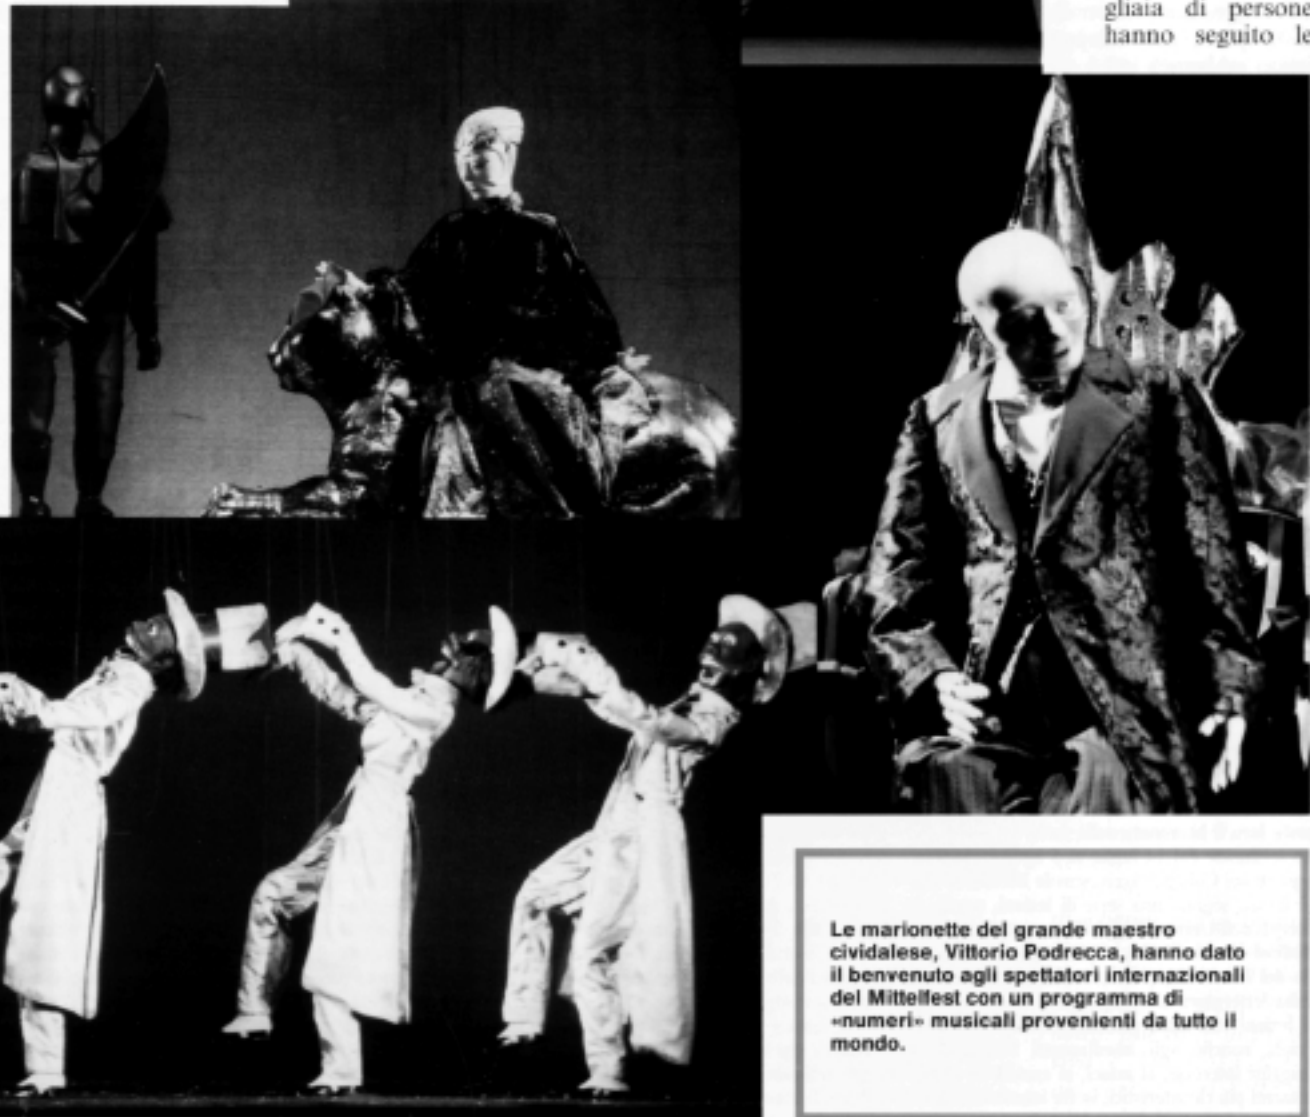 gliaia di persone
hanno seguito le
Le marionette del grande maestro
cividalese, Vittorio Podrecca, hanno dato
il benvenuto agli spettatori internazionali
del Mittelfest con un programma di
«numeri» musicali provenienti da tutto il
mondo.